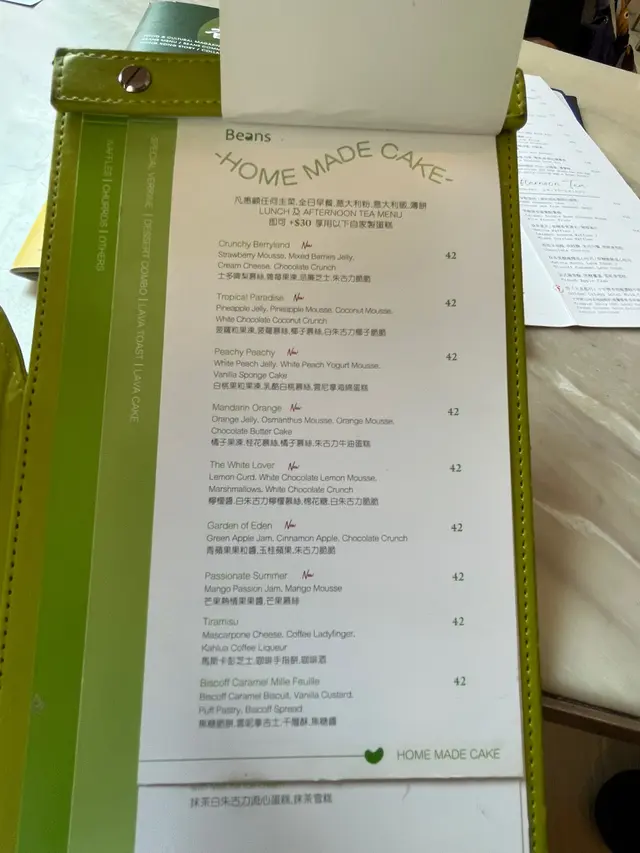 WAFFLES | CHURROS | OTHERS
SPECIAL VERRINE | DESSERT COMBO | LAVA TOAST | LAVA CAKE
Beans
-HOME MADE CAKE-
凡惠顧任何主菜,全日早餐,意大利粉,意大利飯,薄餅
LUNCH 及 AFTERNOON TEA MENU
即可 +$30 享用以下自家製蛋糕
Crunchy Berryland New 42
Strawberry Mousse, Mixed Berries Jelly,
Cream Cheese, Chocolate Crunch
士多啤梨慕絲,雜莓果凍,忌廉芝士,朱古力脆脆
Tropical Paradise New 42
Pineapple Jelly, Pineapple Mousse, Coconut Mousse,
White Chocolate Coconut Crunch
菠蘿粒果凍,菠蘿慕絲,椰子慕絲,白朱古力椰子脆脆
Peachy Peachy New 42
White Peach Jelly, White Peach Yogurt Mousse,
Vanilla Sponge Cake
白桃果粒果凍,乳酪白桃慕絲,雲尼拿海綿蛋糕
Mandarin Orange New 42
Orange Jelly, Osmanthus Mousse, Orange Mousse,
Chocolate Butter Cake
橘子果凍,桂花慕絲,橘子慕絲,朱古力牛油蛋糕
The White Lover New 42
Lemon Curd, White Chocolate Lemon Mousse,
Marshmallows, White Chocolate Crunch
檸檬醬,白朱古力檸檬慕絲,棉花糖,白朱古力脆脆
Garden of Eden New 42
Green Apple Jam, Cinnamon Apple, Chocolate Crunch
青蘋果果粒醬,玉桂蘋果,朱古力脆脆
Passionate Summer New 42
Mango Passion Jam, Mango Mousse
芒果熱情果果醬,芒果慕絲
Tiramisu 42
Mascarpone Cheese, Coffee Ladyfinger,
Kahlua Coffee Liqueur
馬斯卡彭芝士,咖啡手指餅,咖啡酒
Biscoff Caramel Mille Feuille 42
Biscoff Caramel Biscuit, Vanilla Custard,
Puff Pastry, Biscoff Spread
焦糖脆餅,雲呢拿吉士,千層酥,焦糖醬
HOME MADE CAKE
抹茶白朱古力流心蛋糕,抹茶雪糕